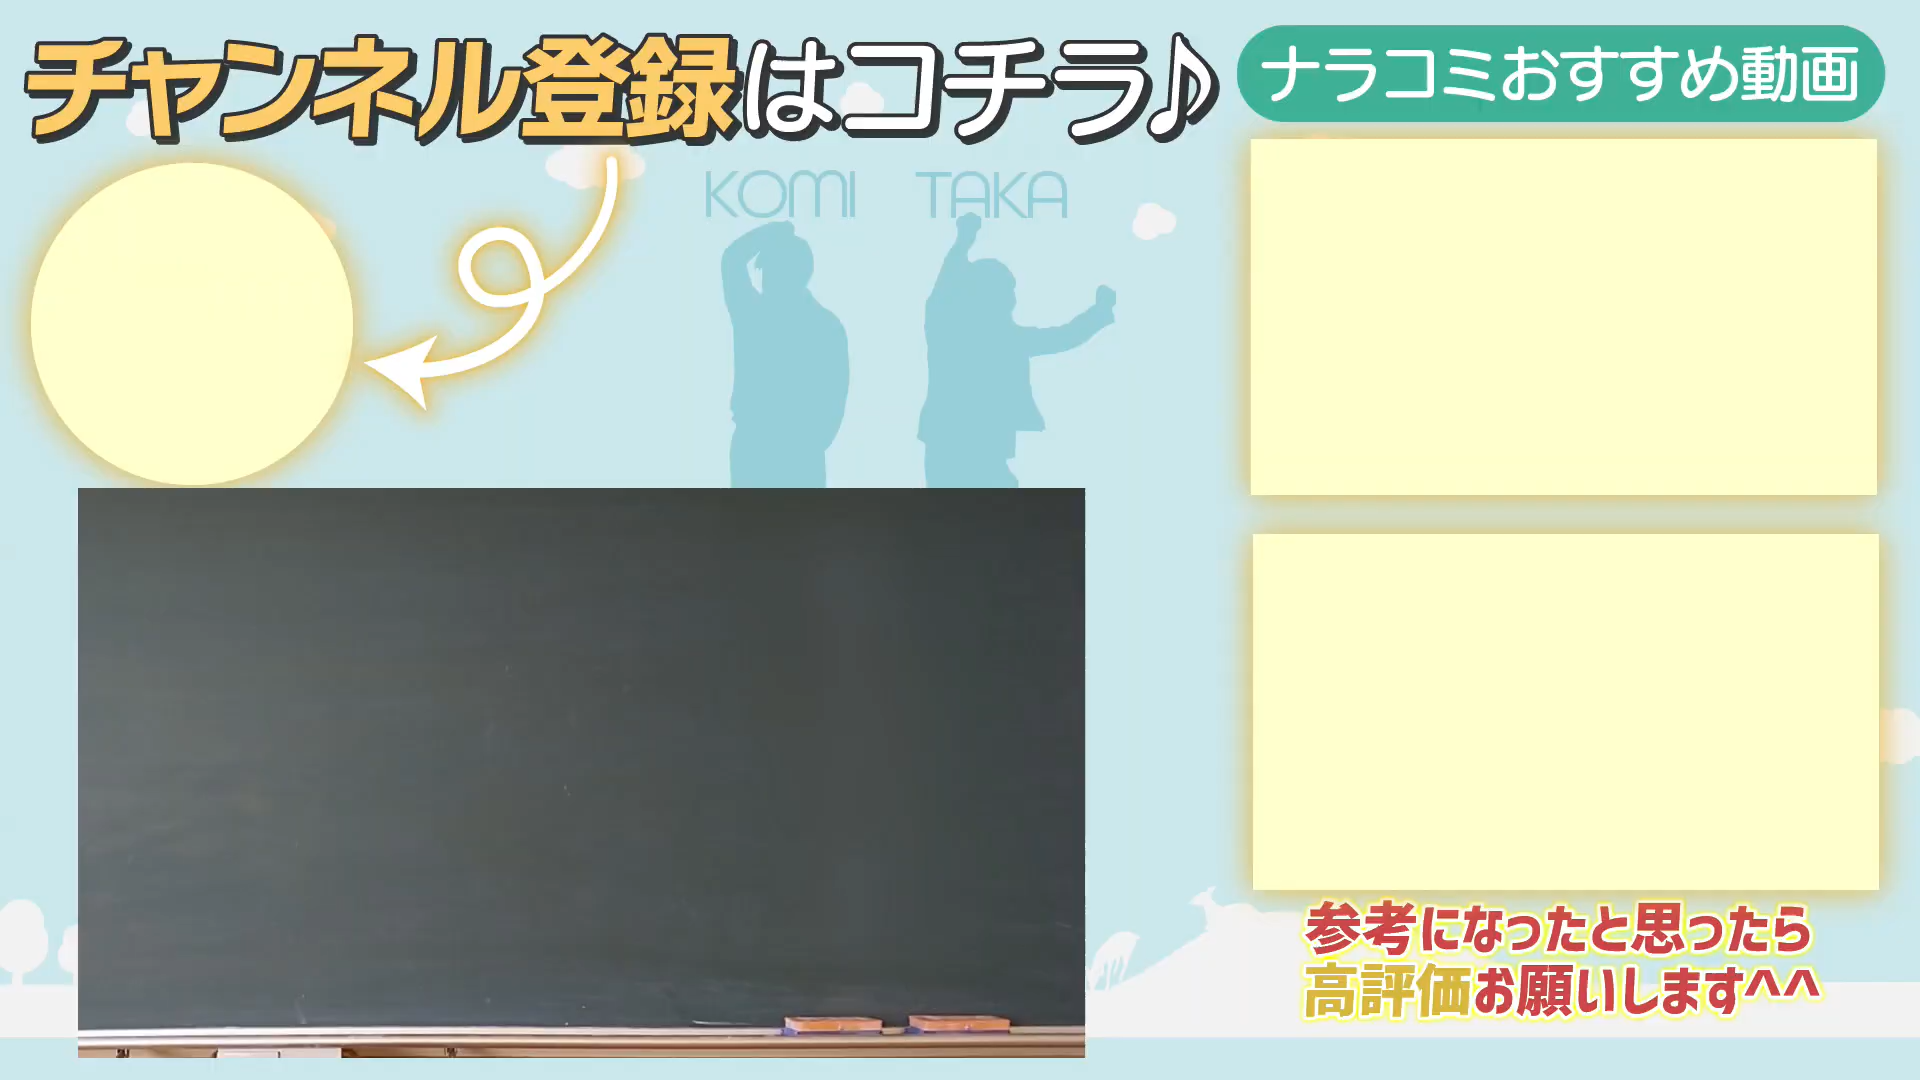 チャンネル登録はコチラ♪
ナラコミおすすめ動画
KOMI TAKA
参考になったと思ったら
高評価お願いします^^